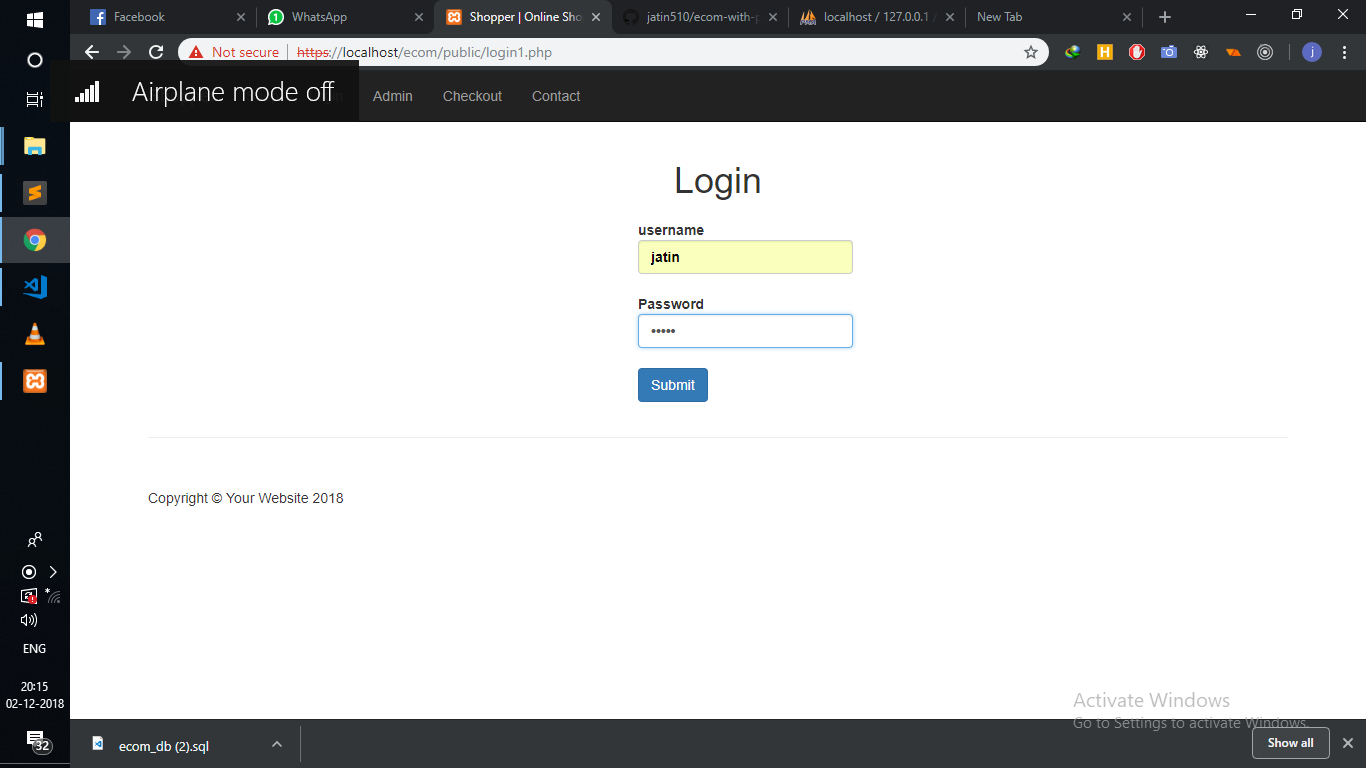 Facebook
WhatsApp
Shopper | Online Sho
jatin510/ecom-with-p
localhost / 127.0.0.1 /
New Tab
Not secure
https://localhost/ecom/public/login1.php
j
Airplane mode off
Admin
Checkout
Contact
Login
username
jatin
Password
•••••
Submit
Copyright © Your Website 2018
ENG
20:15
02-12-2018
32
Activate Windows
Go to Settings to activate Windows.
ecom_db (2).sql
Show all